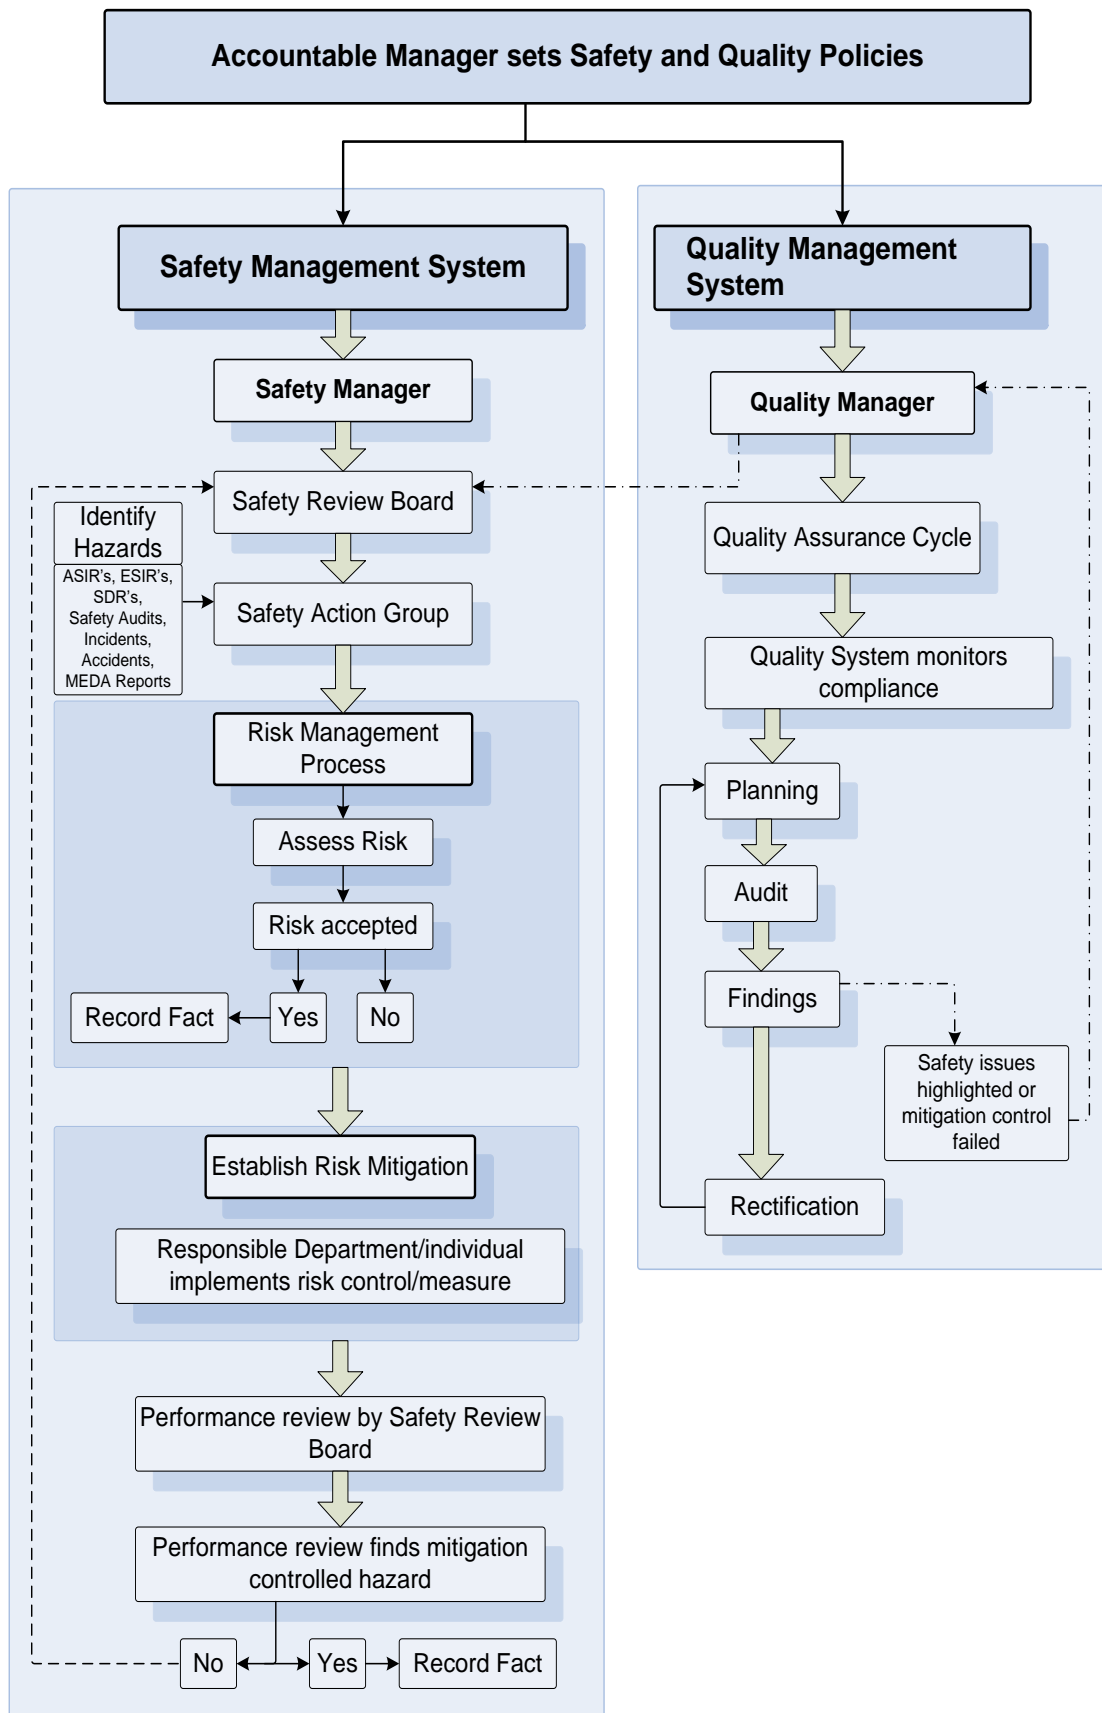 Accountable Manager sets Safety and Quality Policies
Safety Management System
Safety Manager
Safety Review Board
Identify
Hazards
ASIR's, ESIR's,
SDR's,
Safety Audits,
Incidents,
Accidents,
MEDA Reports
Safety Action Group
Risk Management
Process
Assess Risk
Risk accepted
Record Fact
Yes
No
Establish Risk Mitigation
Responsible Department/individual
implements risk control/measure
Performance review by Safety Review
Board
Performance review finds mitigation
controlled hazard
No
Yes
Record Fact
Quality Management
System
Quality Manager
Quality Assurance Cycle
Quality System monitors
compliance
Planning
Audit
Findings
Safety issues
highlighted or
mitigation control
failed
Rectification